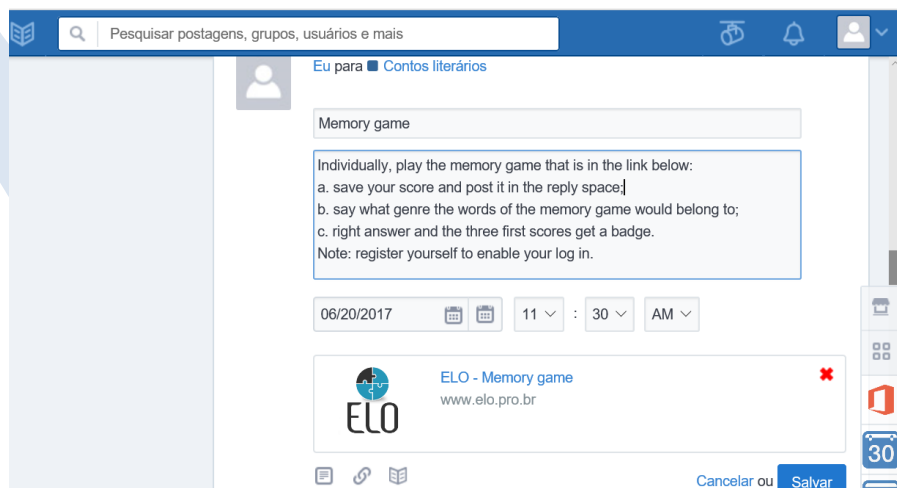 Pesquisar postagens, grupos, usuários e mais
Eu para Contos literários
Memory game
Individually, play the memory game that is in the link below:
a. save your score and post it in the reply space;
b. say what genre the words of the memory game would belong to;
c. right answer and the three first scores get a badge.
Note: register yourself to enable your log in.
06/20/2017 11 : 30 AM
ELO - Memory game
www.elo.pro.br
ELO
30
Cancelar ou Salvar